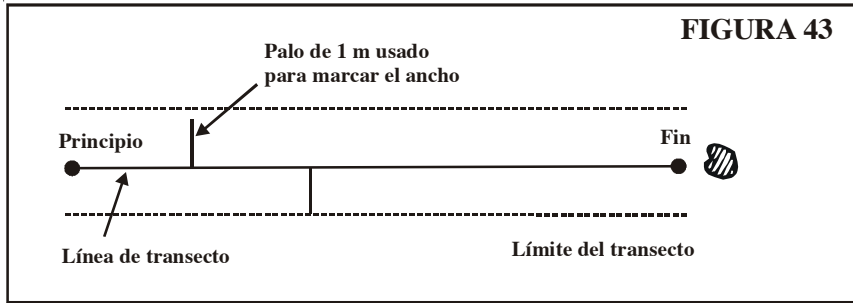 FIGURA 43
Palo de 1 m usado
para marcar el ancho
Principio
Fin
Línea de transecto
Límite del transecto